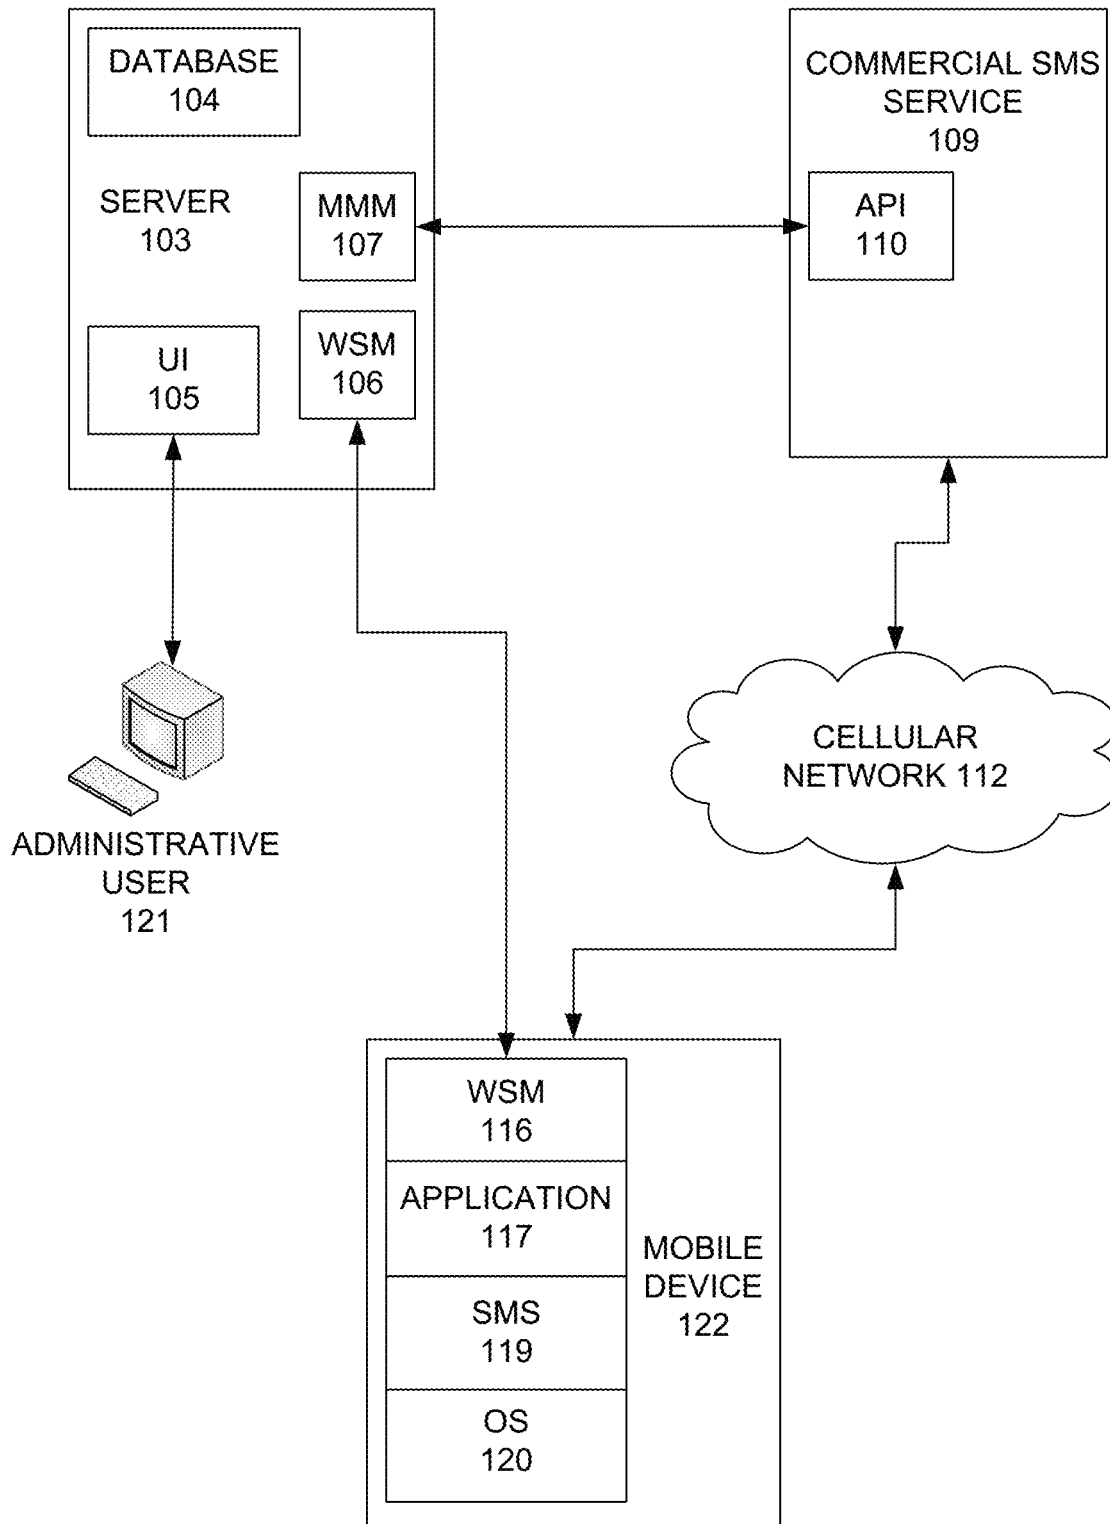 DATABASE
104
SERVER
103
MMM
107
UI
105
WSM
106
COMMERCIAL SMS
SERVICE
109
API
110
ADMINISTRATIVE
USER
121
CELLULAR
NETWORK 112
WSM
116
APPLICATION
117
SMS
119
OS
120
MOBILE
DEVICE
122